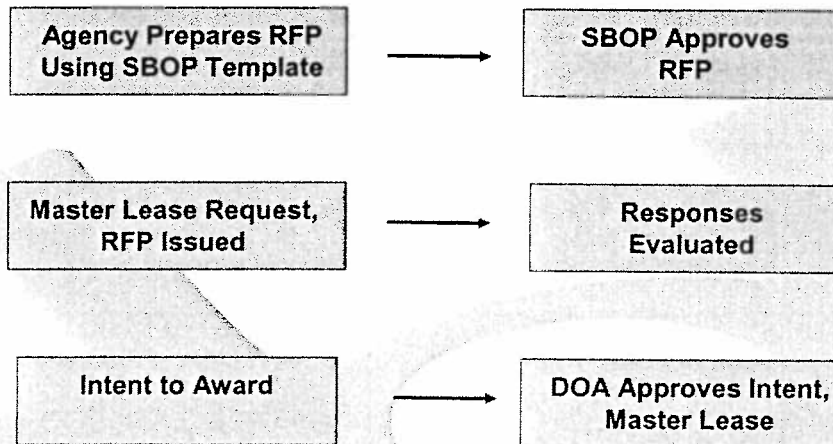 Agency Prepares RFP
Using SBOP Template
SBOP Approves
RFP
Master Lease Request,
RFP Issued
Responses
Evaluated
Intent to Award
DOA Approves Intent,
Master Lease